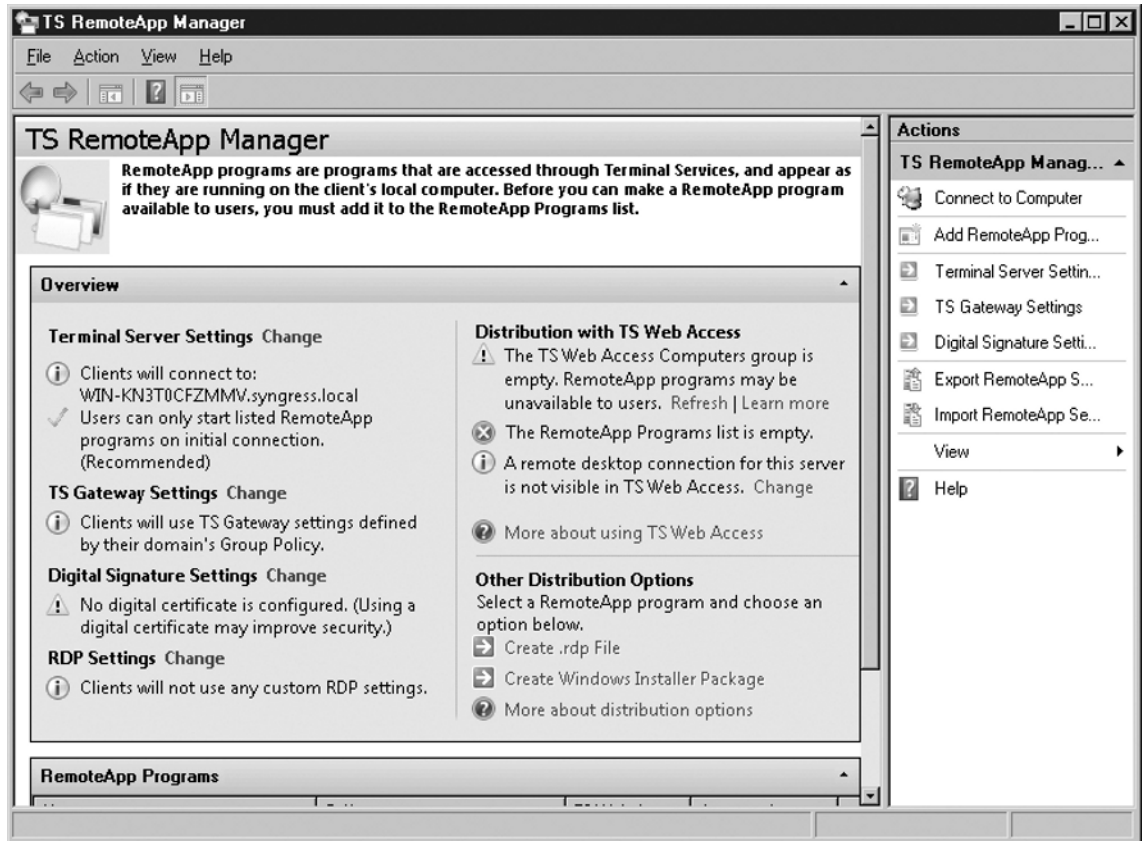 TS RemoteApp Manager
File Action View Help
TS RemoteApp Manager
RemoteApp programs are programs that are accessed through Terminal Services, and appear as
if they are running on the client's local computer. Before you can make a RemoteApp program
available to users, you must add it to the RemoteApp Programs list.
Overview
Terminal Server Settings Change
Clients will connect to:
WIN-KN3T0CFZMMV.syngress.local
Users can only start listed RemoteApp
programs on initial connection.
(Recommended)
TS Gateway Settings Change
Clients will use TS Gateway settings defined
by their domain's Group Policy.
Digital Signature Settings Change
No digital certificate is configured. (Using a
digital certificate may improve security.)
RDP Settings Change
Clients will not use any custom RDP settings.
Distribution with TS Web Access
The TS Web Access Computers group is
empty. RemoteApp programs may be
unavailable to users. Refresh | Learn more
The RemoteApp Programs list is empty.
A remote desktop connection for this server
is not visible in TS Web Access. Change
More about using TS Web Access
Other Distribution Options
Select a RemoteApp program and choose an
option below.
Create .rdp File
Create Windows Installer Package
More about distribution options
RemoteApp Programs
Actions
TS RemoteApp Manag...
Connect to Computer
Add RemoteApp Prog...
Terminal Server Settin...
TS Gateway Settings
Digital Signature Setti...
Export RemoteApp S...
Import RemoteApp Se...
View
Help